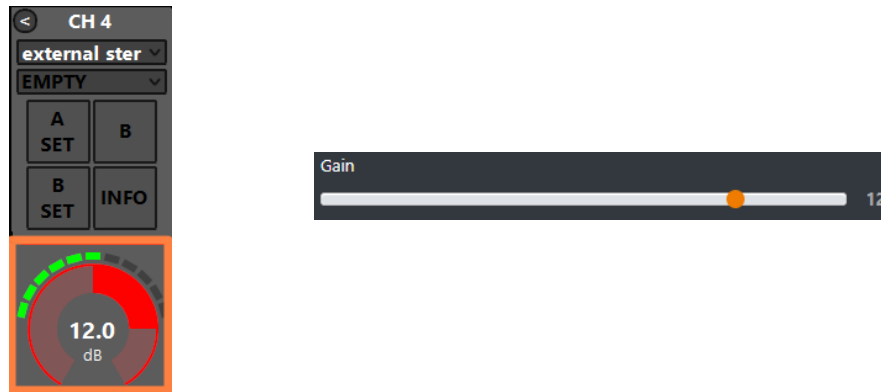 <
CH 4
external ster
EMPTY
A
SET
B
B
SET
INFO
12.0
dB
Gain
12